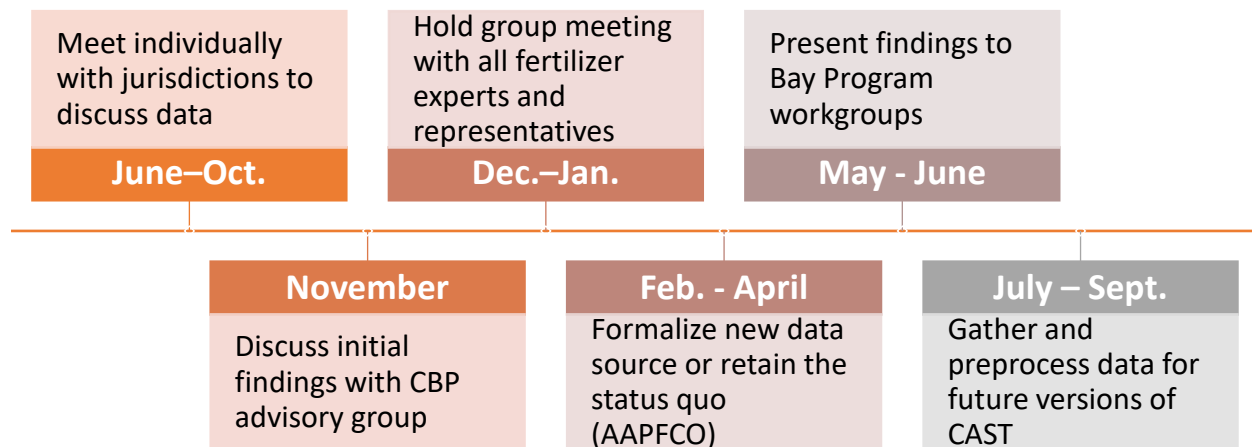 Meet individually
with jurisdictions to
discuss data
June–Oct.
Hold group meeting
with all fertilizer
experts and
representatives
Dec.–Jan.
Present findings to
Bay Program
workgroups
May - June
November
Discuss initial
findings with CBP
advisory group
Feb. - April
Formalize new data
source or retain the
status quo
(AAPFCO)
July – Sept.
Gather and
preprocess data for
future versions of
CAST